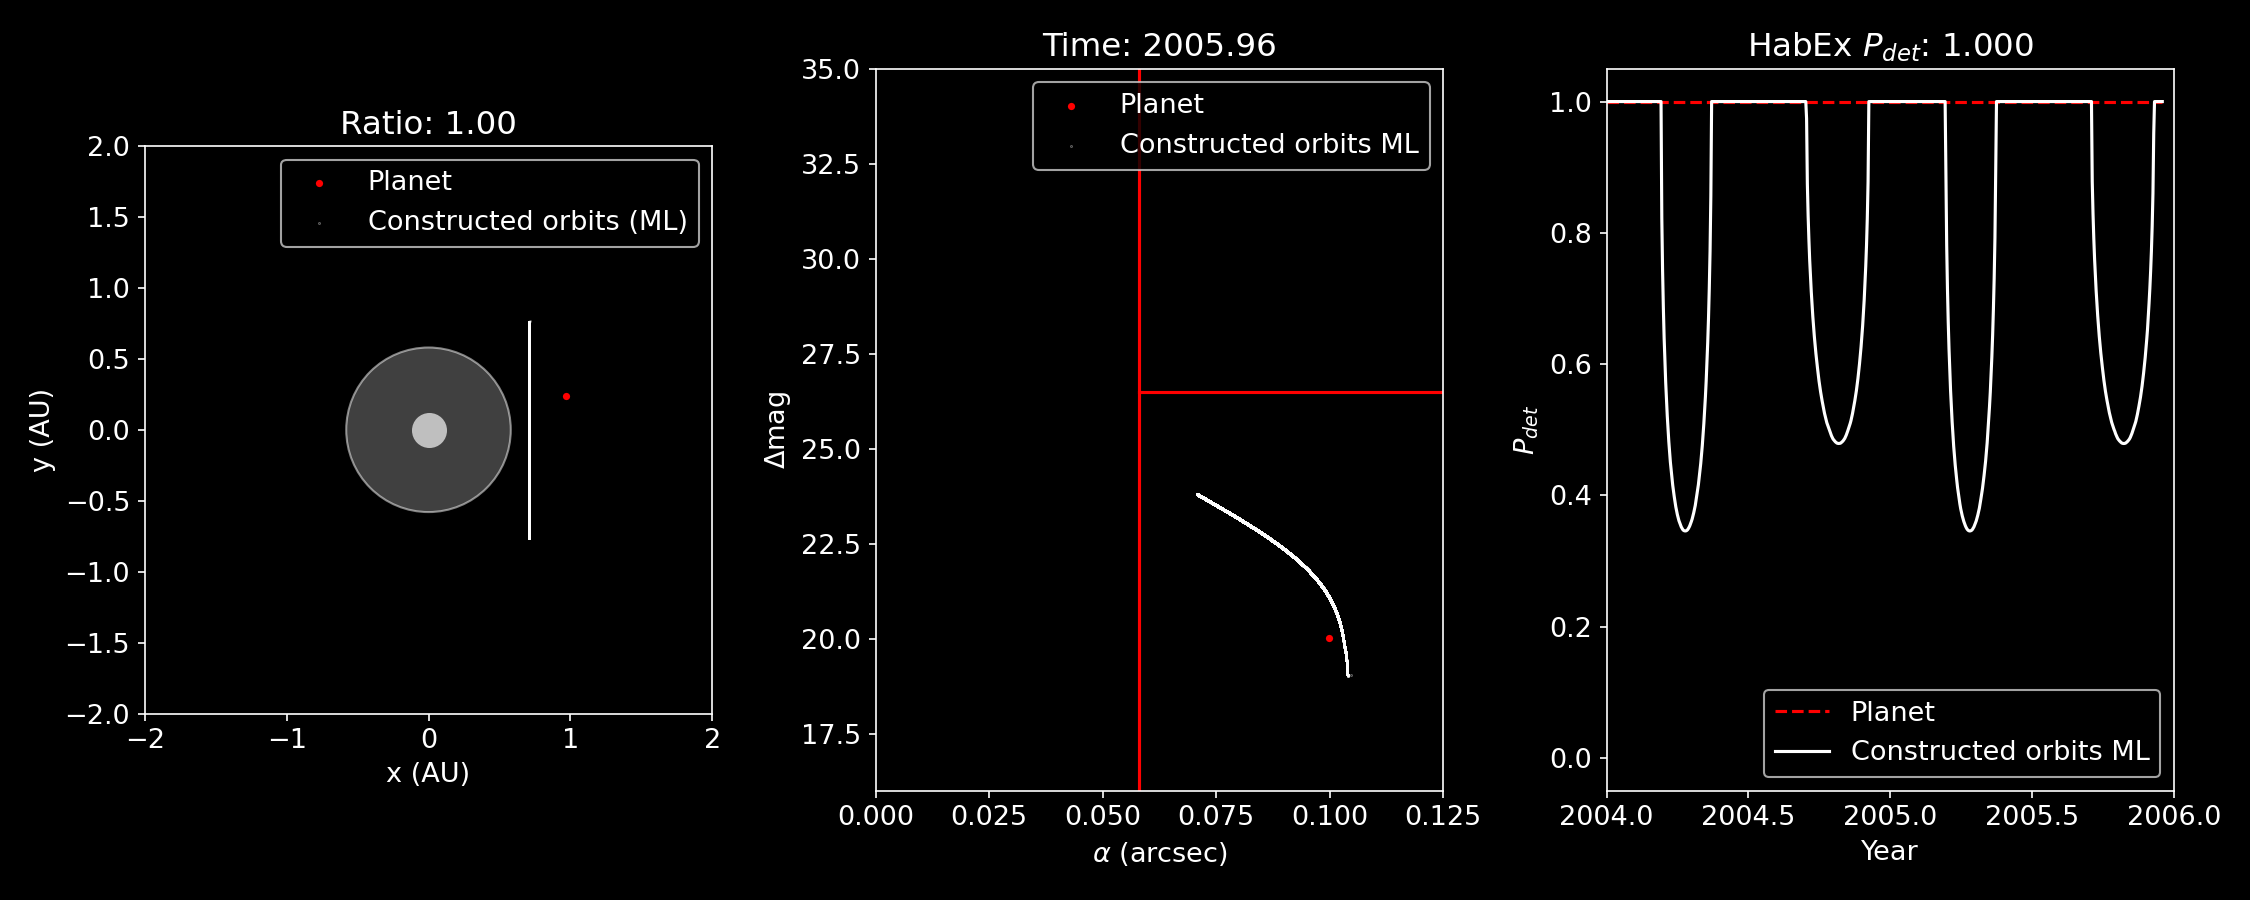 Ratio: 1.00
2.0
1.5
1.0
0.5
0.0
−0.5
−1.0
−1.5
−2.0
y (AU)
Planet
Constructed orbits (ML)
−2
−1
0
1
2
x (AU)
Time: 2005.96
35.0
32.5
30.0
27.5
25.0
22.5
20.0
17.5
Δmag
Planet
Constructed orbits ML
0.000
0.025
0.050
0.075
0.100
0.125
α (arcsec)
HabEx P_det: 1.000
1.0
0.8
0.6
0.4
0.2
0.0
P_det
Planet
Constructed orbits ML
2004.0
2004.5
2005.0
2005.5
2006.0
Year